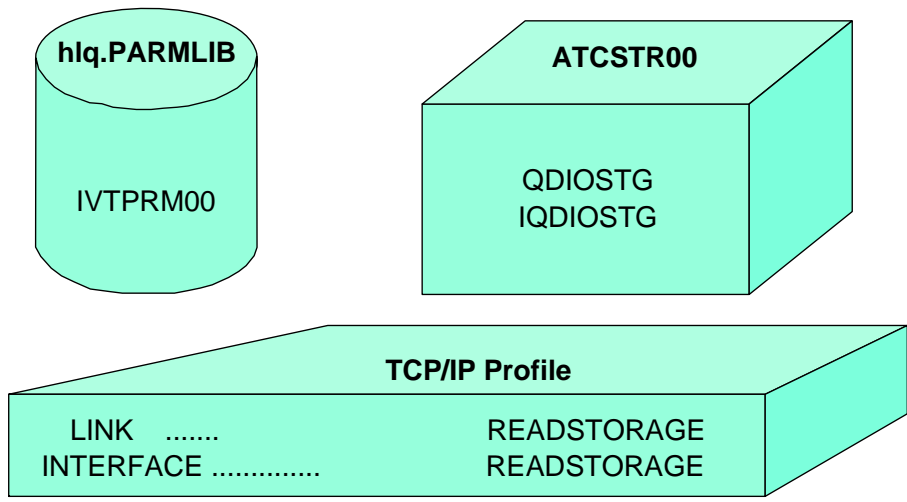 hlq.PARMLIB
IVTPRM00
ATCSTR00
QDIOSTG
IQDIOSTG
TCP/IP Profile
LINK ....... READSTORAGE
INTERFACE .............. READSTORAGE